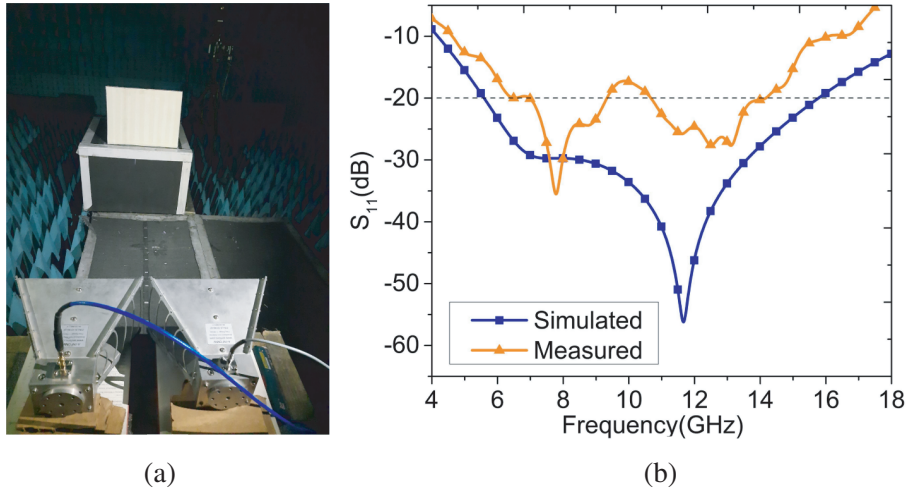 -10
-20
-30
-40
-50
-60
S11(dB)
Simulated
Measured
4 6 8 10 12 14 16 18
Frequency(GHz)
(a) (b)